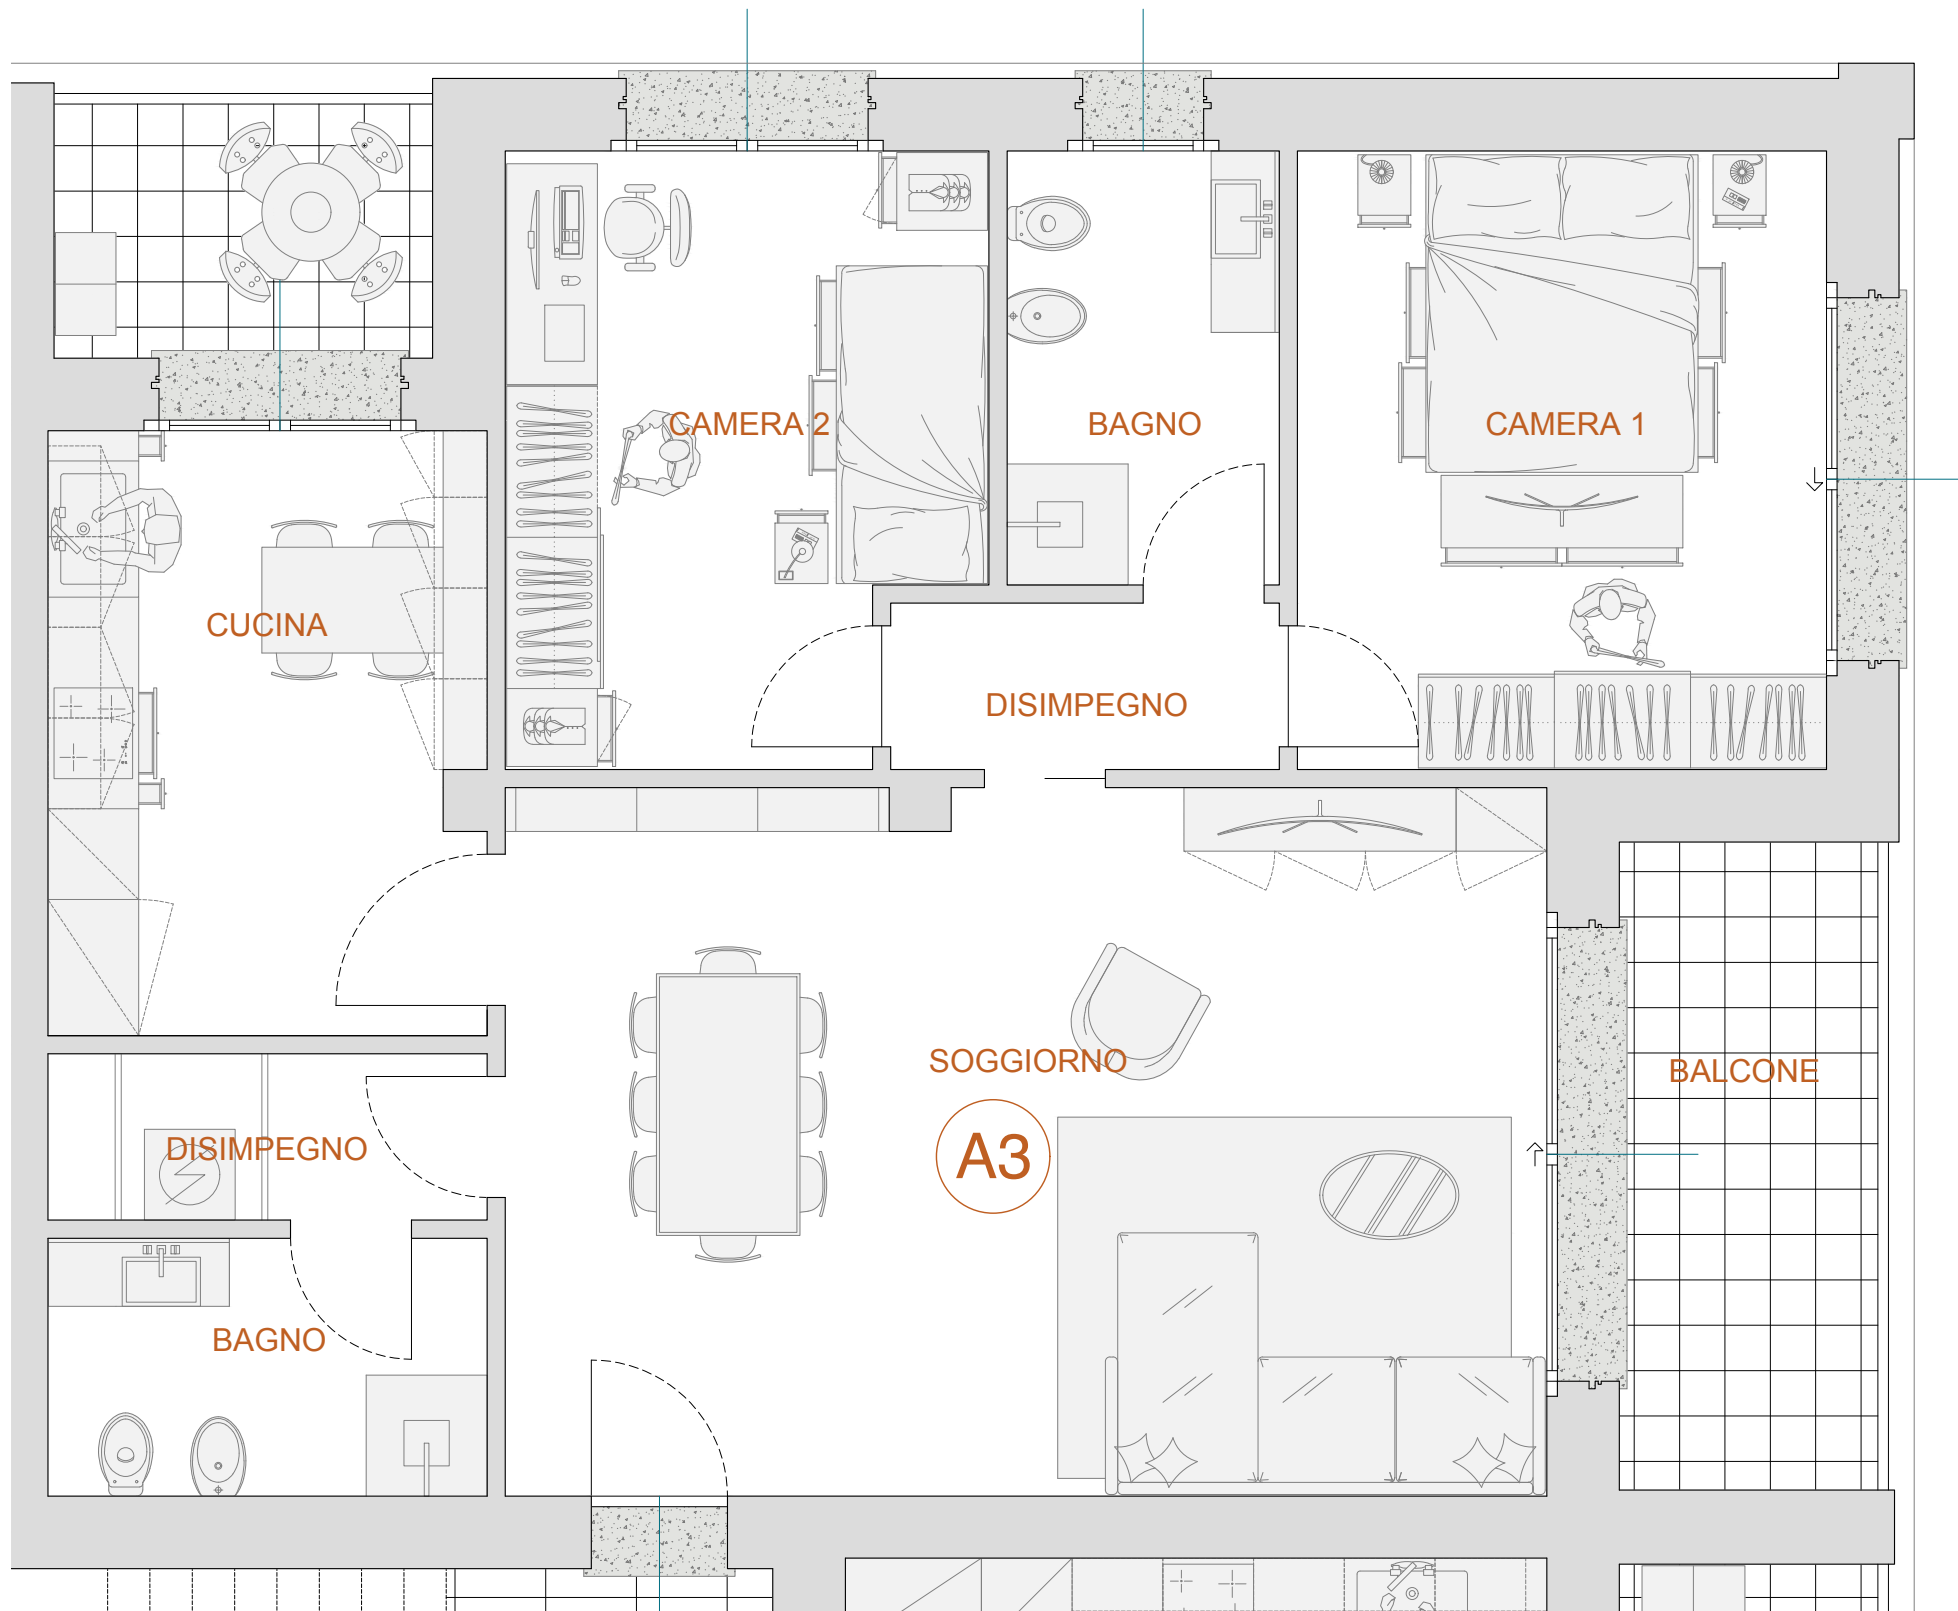 CAMERA 2
BAGNO
CAMERA 1
CUCINA
DISIMPEGNO
SOGGIORNO
BALCONE
A3
DISIMPEGNO
BAGNO